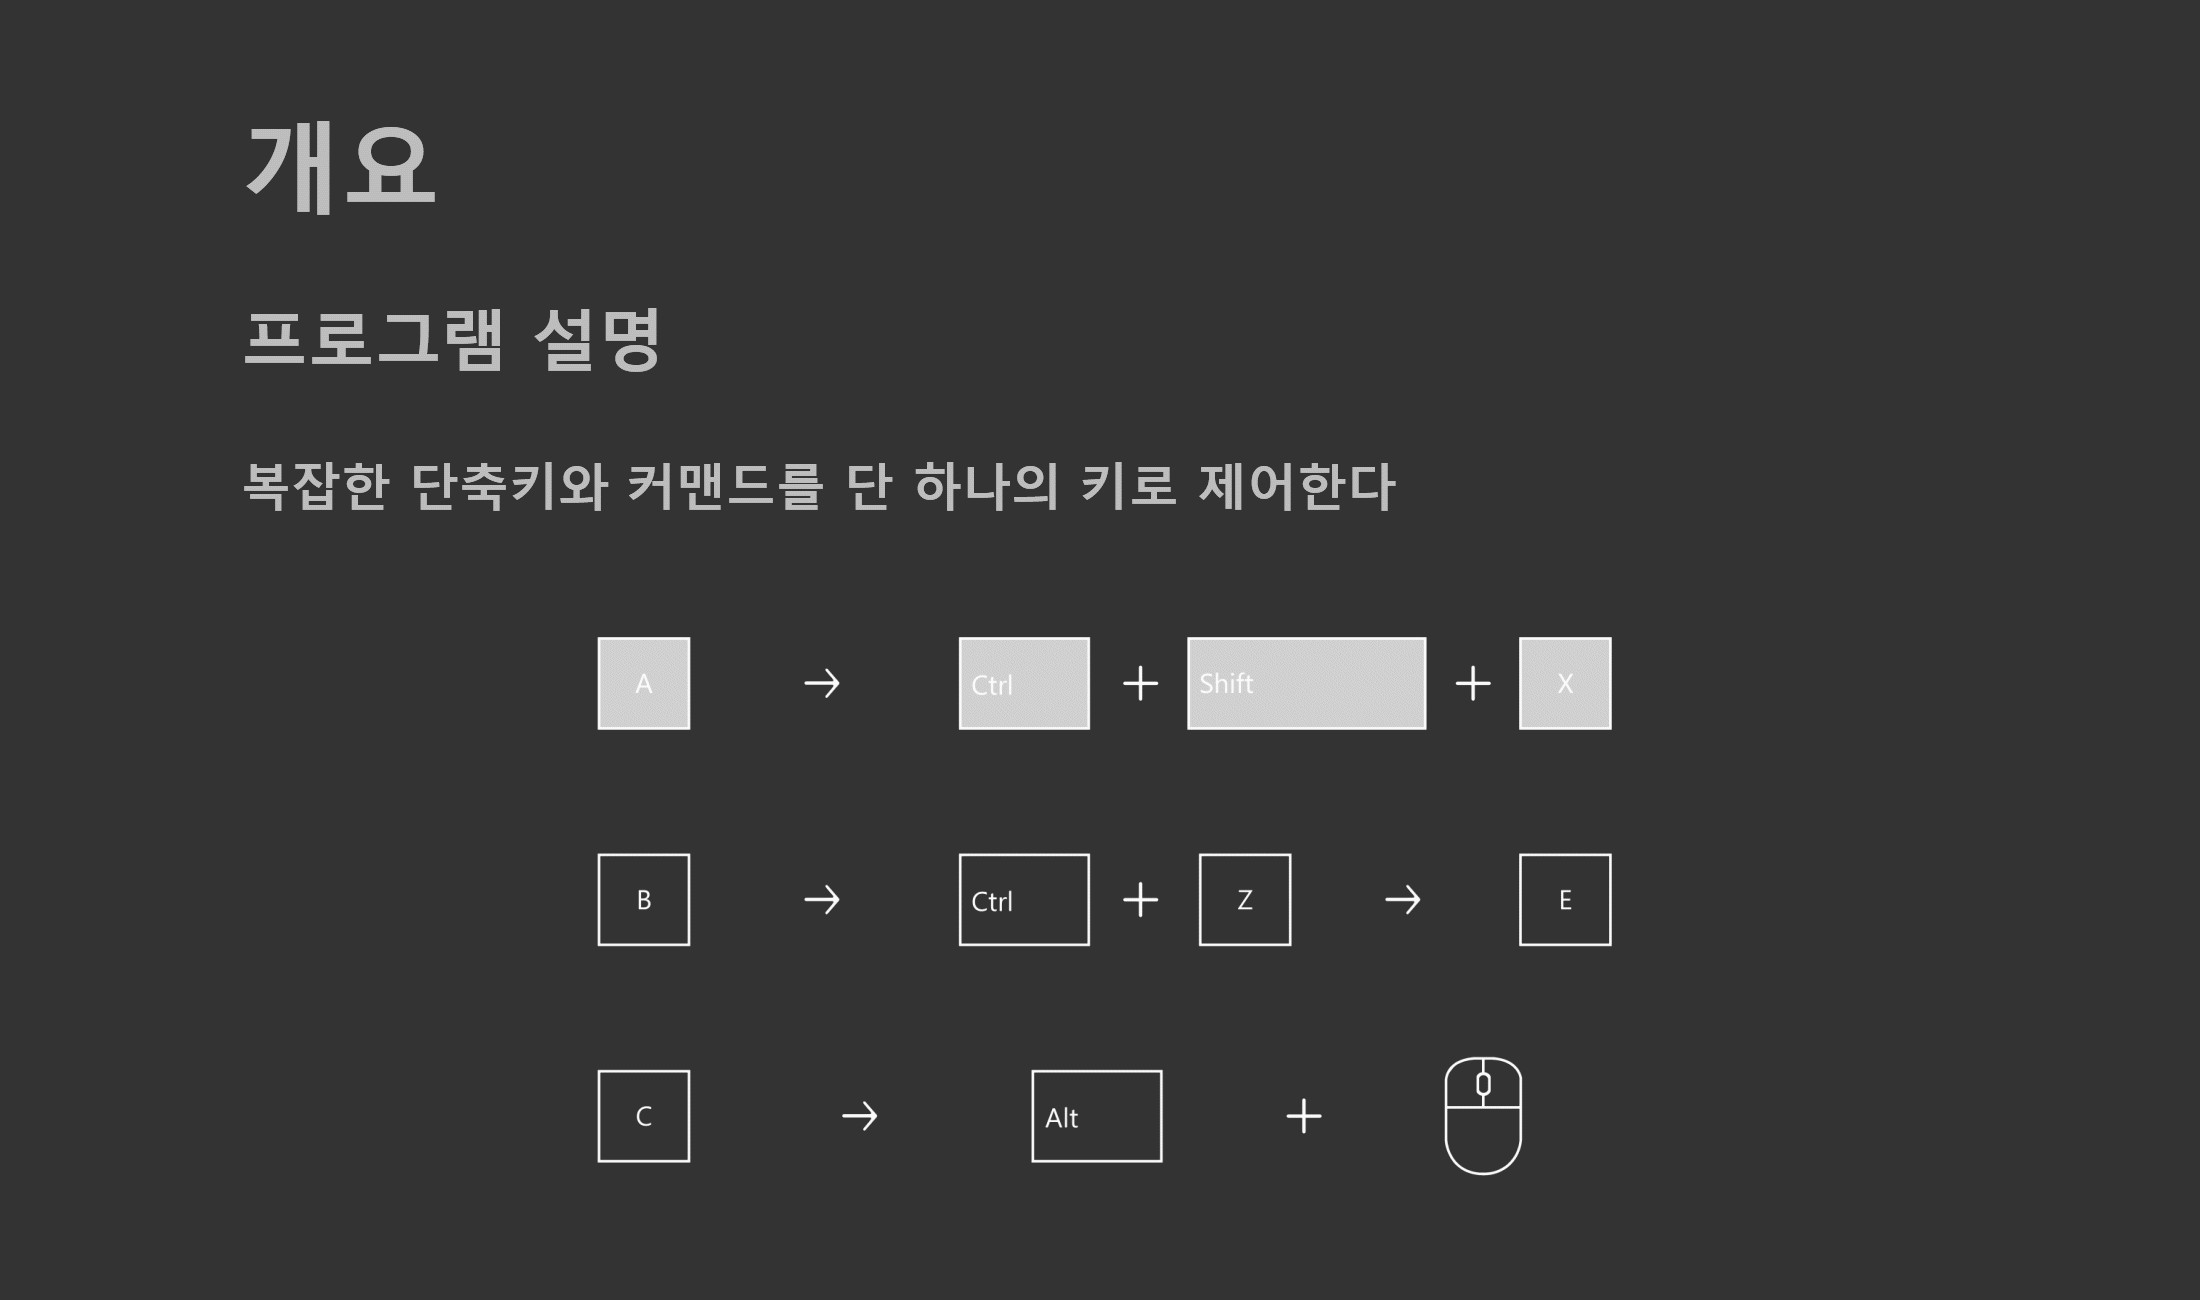 개요
프로그램 설명
복잡한 단축키와 커맨드를 단 하나의 키로 제어한다
A → Ctrl + Shift + X
B → Ctrl + Z → E
C → Alt +